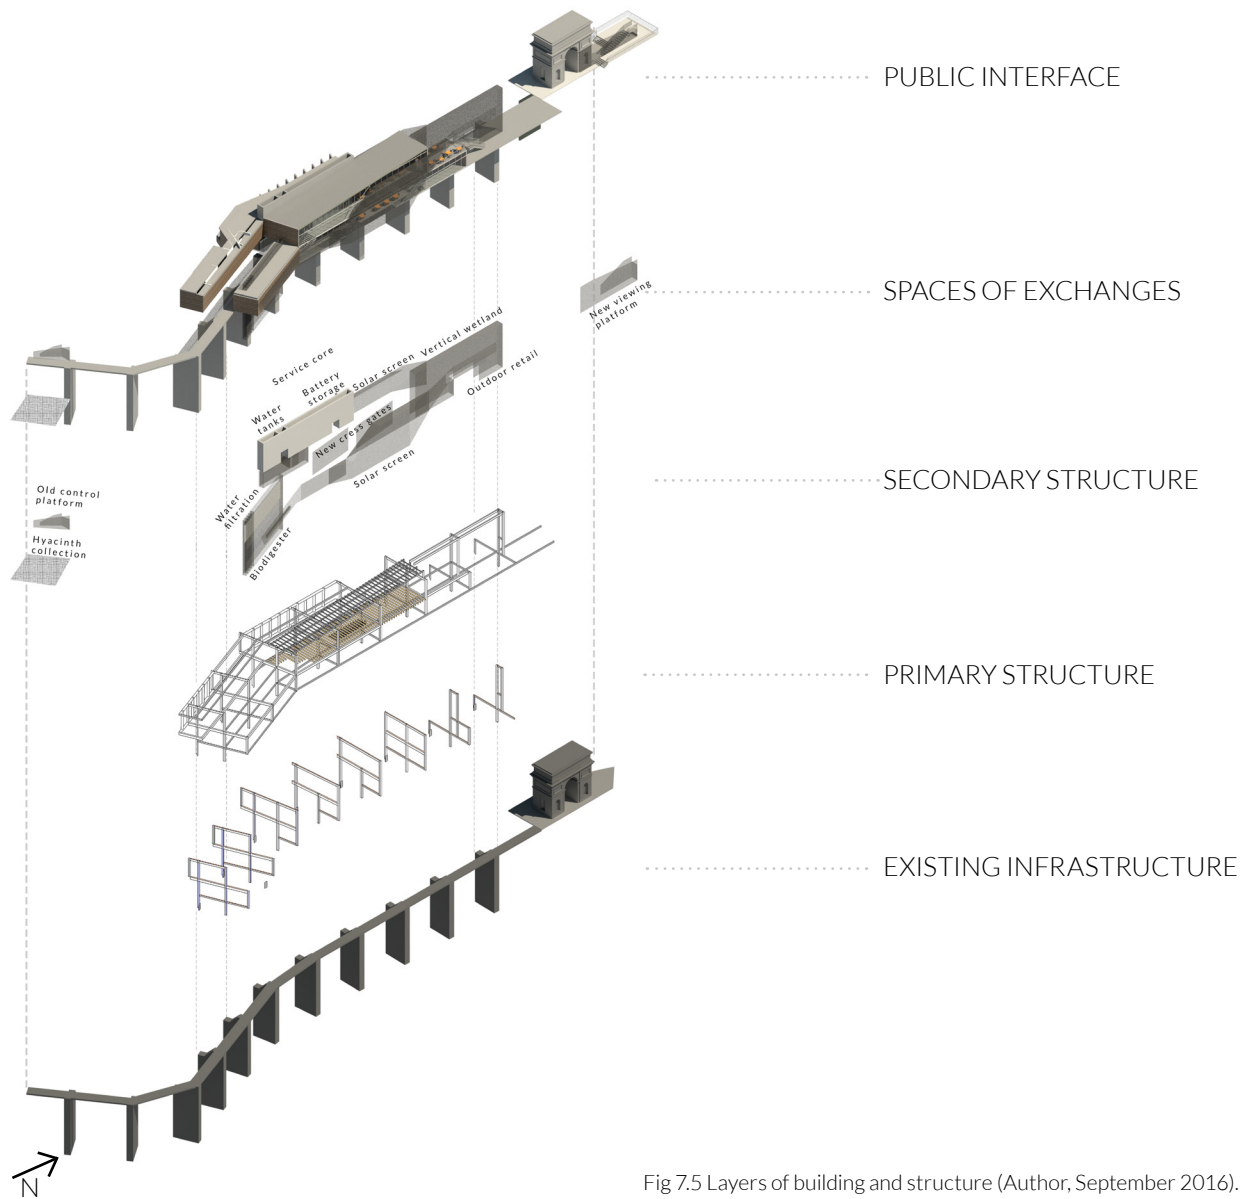 PUBLIC INTERFACE
SPACES OF EXCHANGES
New viewing
platform
Vertical wetland
Service core
Solar screen
Outdoor retail
Battery
storage
Water
tanks
New cress gates
Solar screen
SECONDARY STRUCTURE
Old control
platform
Water
filtration
Hyacinth
collection
Biodigester
PRIMARY STRUCTURE
EXISTING INFRASTRUCTURE
N
Fig 7.5 Layers of building and structure (Author, September 2016).